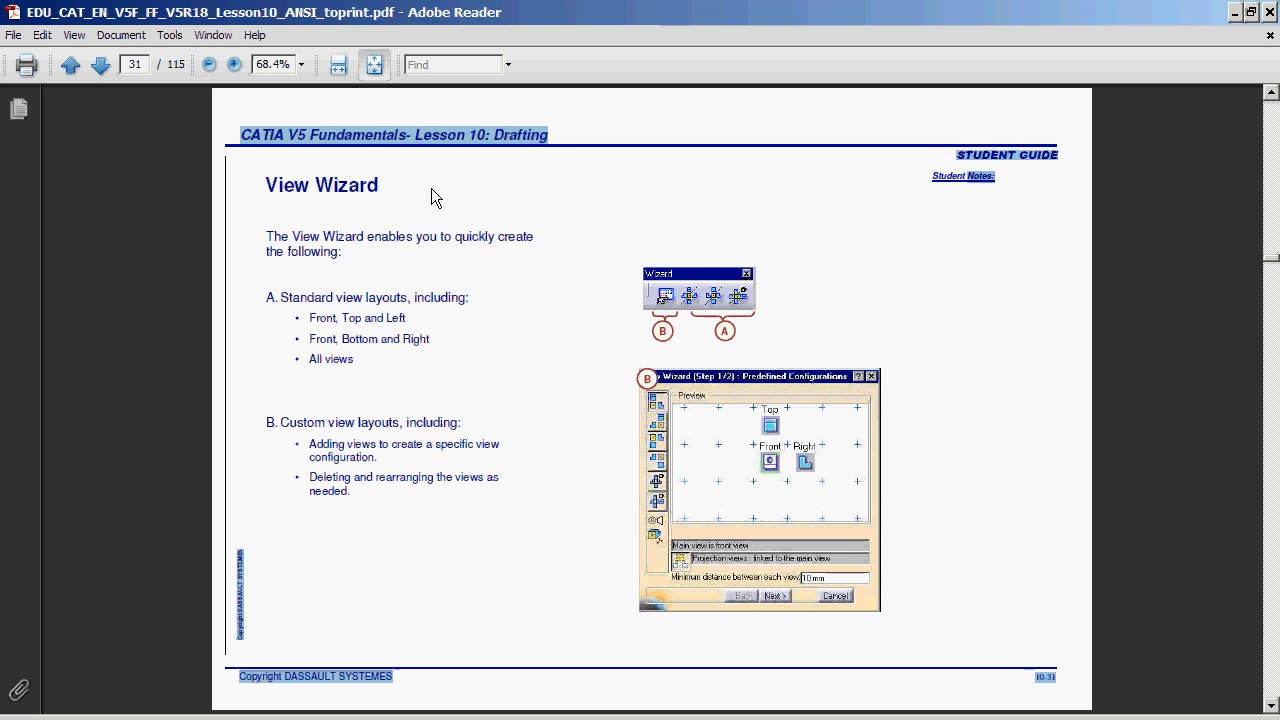 EDU_CAT_EN_V5F_FF_V5R18_Lesson10_ANSI_toprint.pdf - Adobe Reader
File Edit View Document Tools Window Help
31 / 115 68.4% Find
CATIA V5 Fundamentals- Lesson 10: Drafting
STUDENT GUIDE
View Wizard
Student Notes:
The View Wizard enables you to quickly create
the following:
A. Standard view layouts, including:
• Front, Top and Left
• Front, Bottom and Right
• All views
B. Custom view layouts, including:
• Adding views to create a specific view
configuration.
• Deleting and rearranging the views as
needed.
Wizard
B A
B
w Wizard (Step 1/2) : Predefined Configurations
Preview
Top
Front Right
Main view is front view
Projection views : linked to the main view
Minimum distance between each view: 10mm
< Back Next > Cancel
Copyright DASSAULT SYSTEMES
Copyright DASSAULT SYSTEMES
10-31